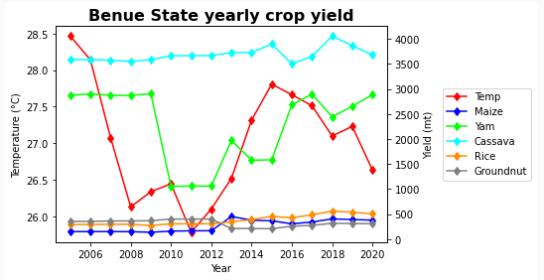 Benue State yearly crop yield
28.5
28.0
27.5
27.0
26.5
26.0
Temperature (°C)
4000
3500
3000
2500
2000
1500
1000
500
0
Yield (mt)
2006 2008 2010 2012 2014 2016 2018 2020
Year
Temp
Maize
Yam
Cassava
Rice
Groundnut